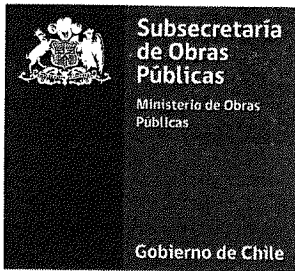 Subsecretaría
de Obras
Públicas
Ministerio de Obras
Públicas
Gobierno de Chile